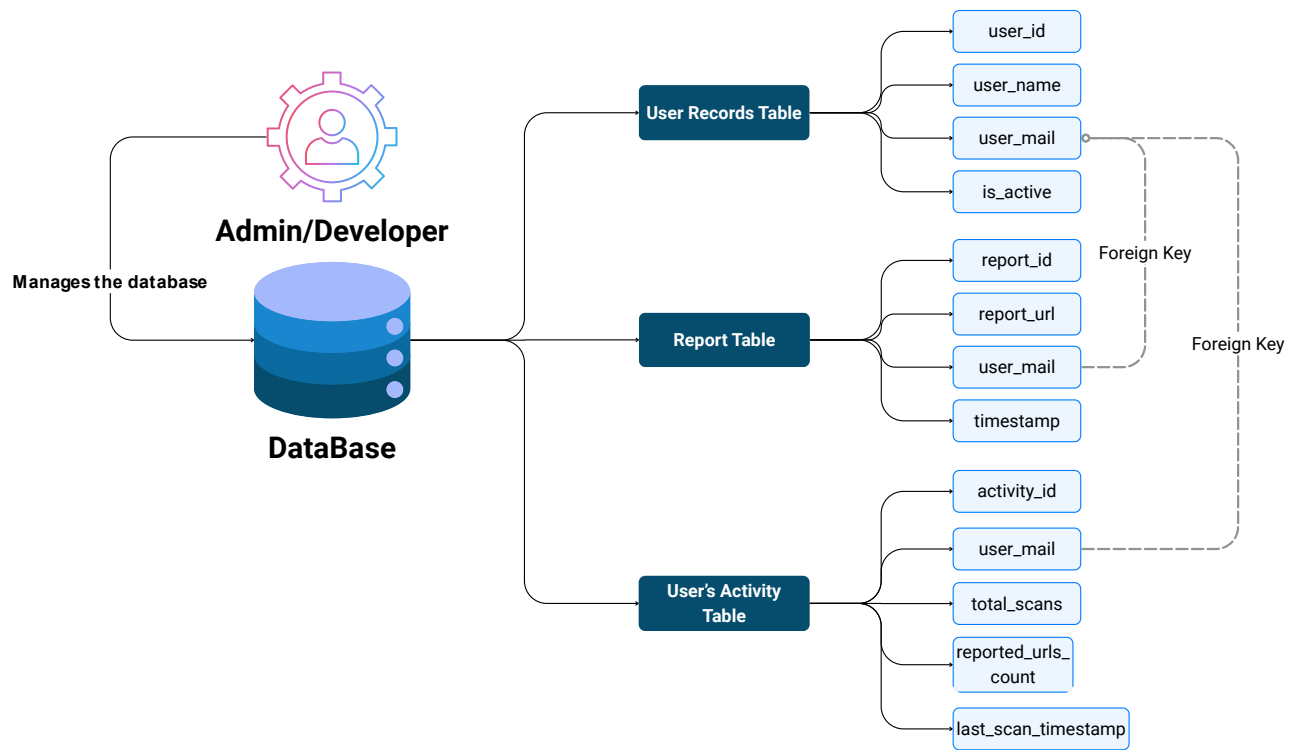 Admin/Developer
Manages the database
DataBase
User Records Table
user_id
user_name
user_mail
is_active
Foreign Key
Report Table
report_id
report_url
user_mail
timestamp
Foreign Key
User’s Activity
Table
activity_id
user_mail
total_scans
reported_urls_
count
last_scan_timestamp